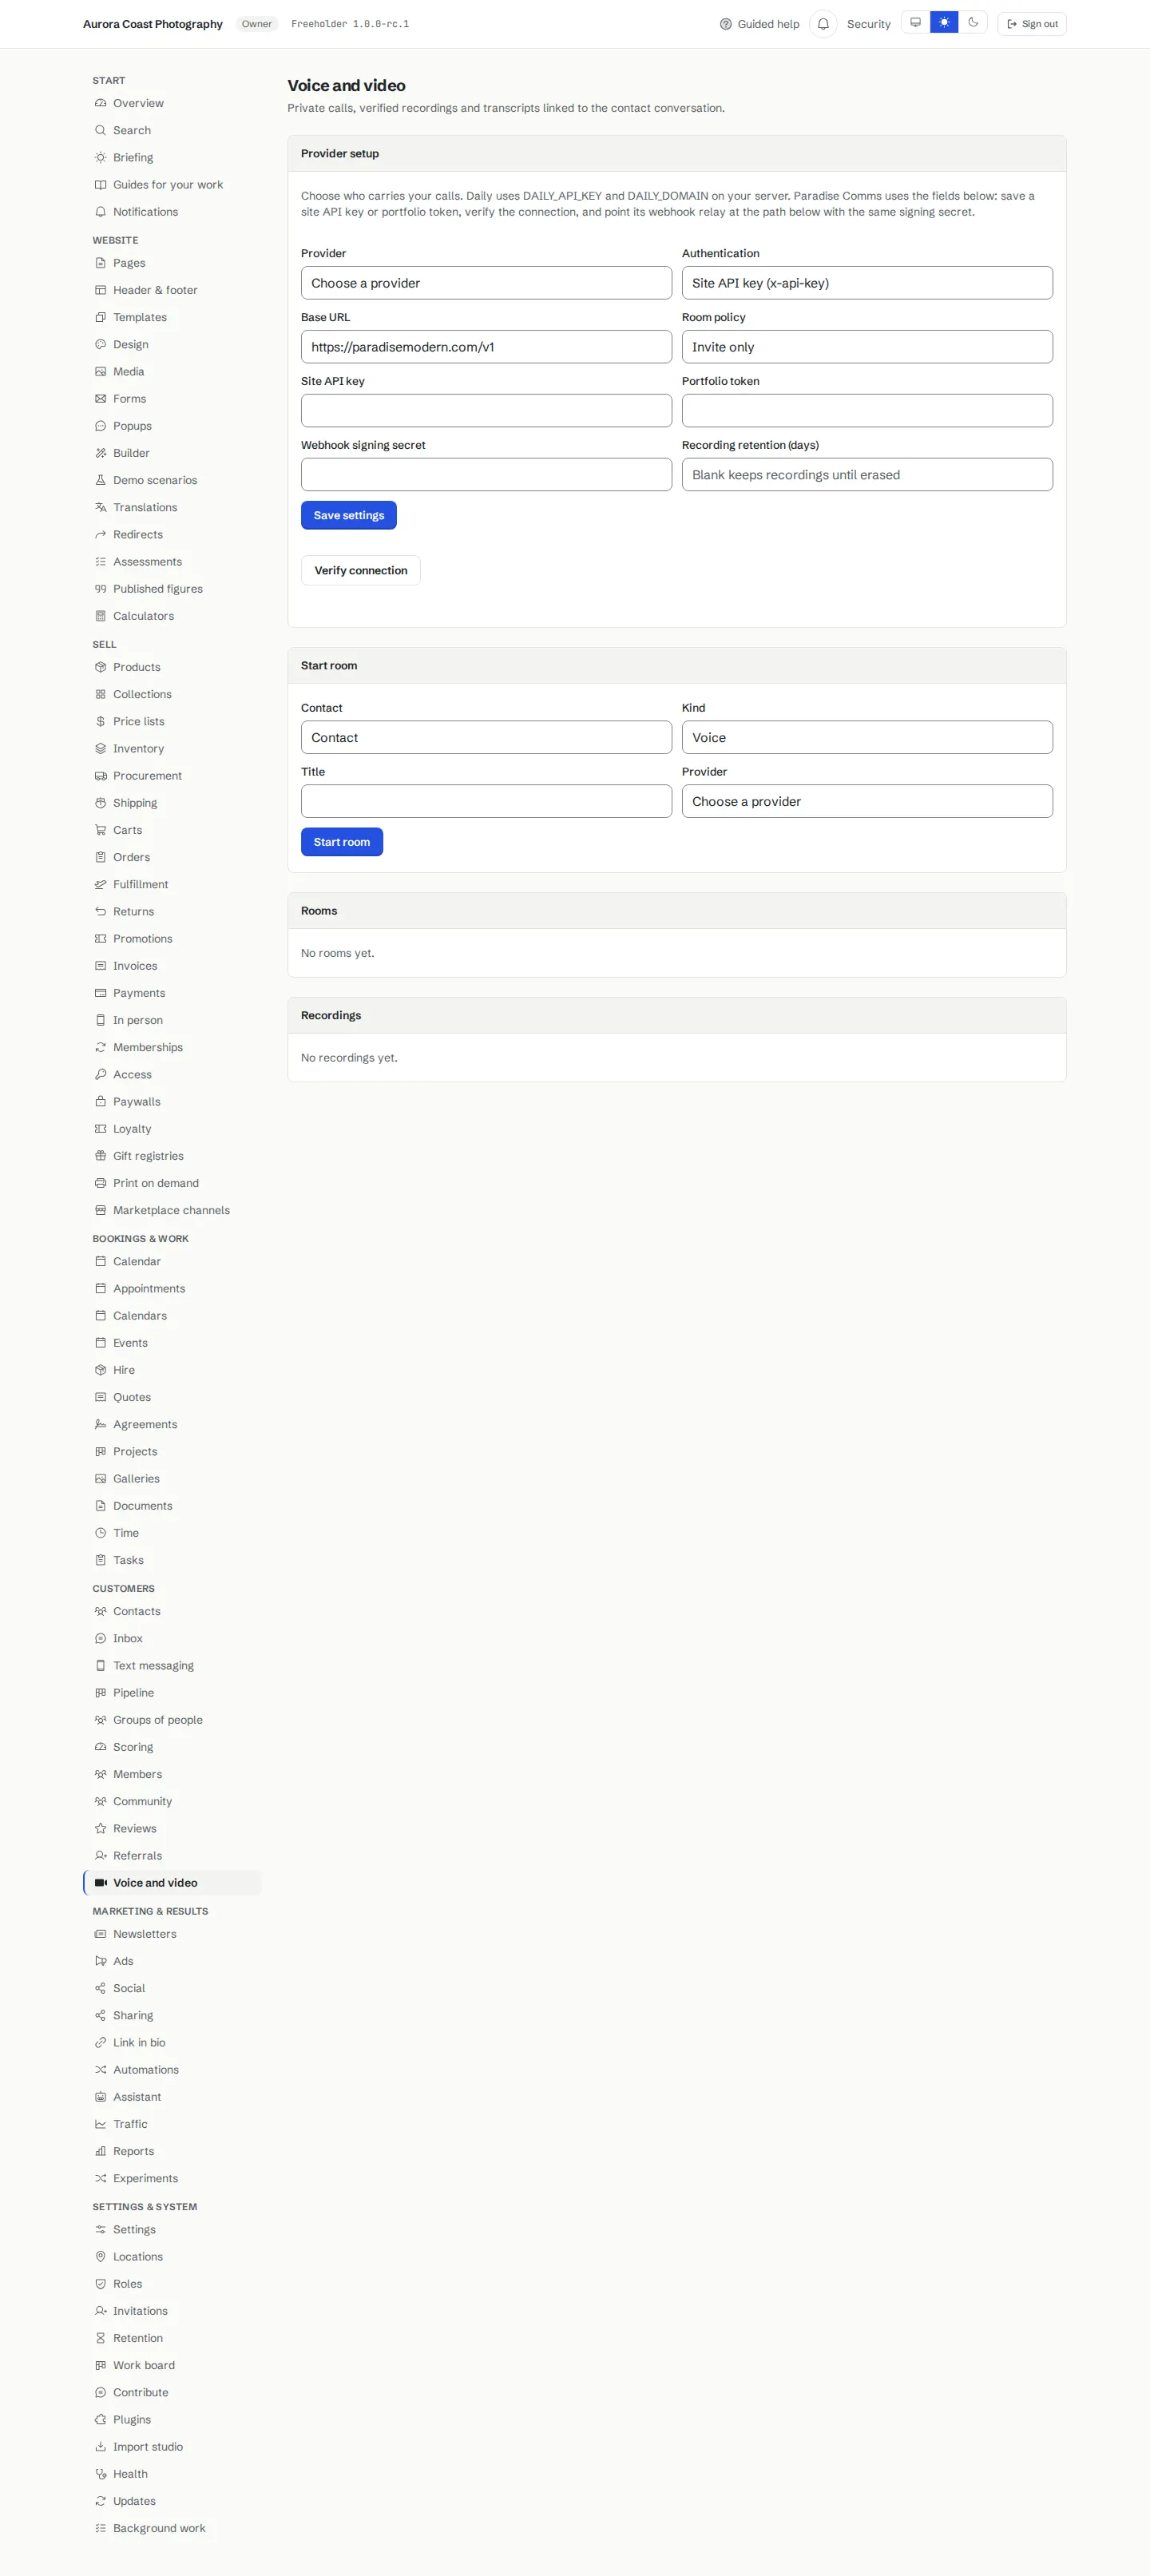 Aurora Coast Photography
Owner
Freeholder 1.0.0-rc.1
Guided help
Security
Sign out
START
Overview
Search
Briefing
Guides for your work
Notifications
WEBSITE
Pages
Header & footer
Templates
Design
Media
Forms
Popups
Builder
Demo scenarios
Translations
Redirects
Assessments
Published figures
Calculators
SELL
Products
Collections
Price lists
Inventory
Procurement
Shipping
Carts
Orders
Fulfillment
Returns
Promotions
Invoices
Payments
In person
Memberships
Access
Paywalls
Loyalty
Gift registries
Print on demand
Marketplace channels
BOOKINGS & WORK
Calendar
Appointments
Calendars
Events
Hire
Quotes
Agreements
Projects
Galleries
Documents
Time
Tasks
CUSTOMERS
Contacts
Inbox
Text messaging
Pipeline
Groups of people
Scoring
Members
Community
Reviews
Referrals
Voice and video
MARKETING & RESULTS
Newsletters
Ads
Social
Sharing
Link in bio
Automations
Assistant
Traffic
Reports
Experiments
SETTINGS & SYSTEM
Settings
Locations
Roles
Invitations
Retention
Work board
Contribute
Plugins
Import studio
Health
Updates
Background work
Voice and video
Private calls, verified recordings and transcripts linked to the contact conversation.
Provider setup
Choose who carries your calls. Daily uses DAILY_API_KEY and DAILY_DOMAIN on your server. Paradise Comms uses the fields below: save a
site API key or portfolio token, verify the connection, and point its webhook relay at the path below with the same signing secret.
Provider
Authentication
Choose a provider
Site API key (x-api-key)
Base URL
Room policy
https://paradisemodern.com/v1
Invite only
Site API key
Portfolio token
Webhook signing secret
Recording retention (days)
Blank keeps recordings until erased
Save settings
Verify connection
Start room
Contact
Kind
Contact
Voice
Title
Provider
Choose a provider
Start room
Rooms
No rooms yet.
Recordings
No recordings yet.